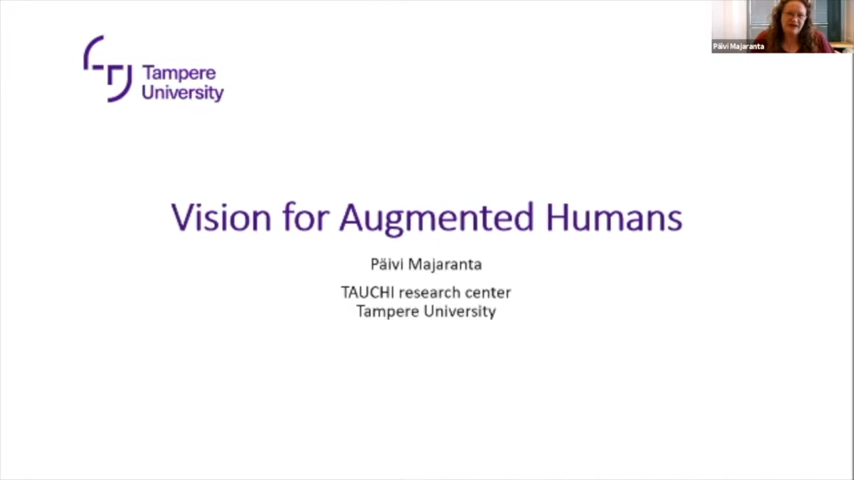 Päivi Majaranta
Tampere
University
Vision for Augmented Humans
Päivi Majaranta
TAUCHI research center
Tampere University